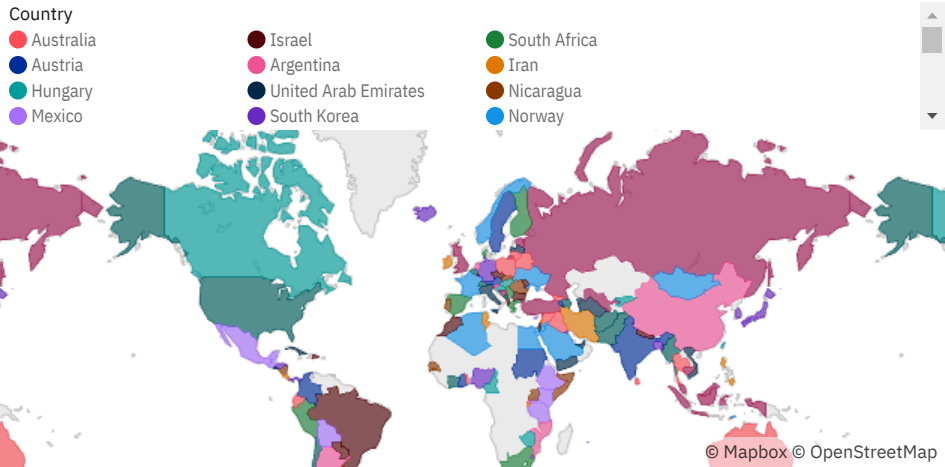 Country
Australia Israel South Africa
Austria Argentina Iran
Hungary United Arab Emirates Nicaragua
Mexico South Korea Norway
© Mapbox © OpenStreetMap